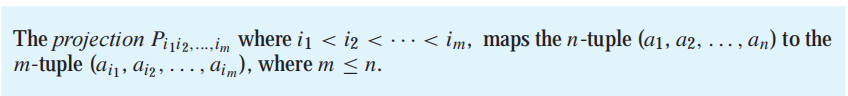 The projection P_{i_1 i_2,...,i_m} where i_1 < i_2 < ⋯ < i_m, maps the n-tuple (a_1, a_2, . . . , a_n) to the
m-tuple (a_{i_1}, a_{i_2}, . . . , a_{i_m}), where m ≤ n.